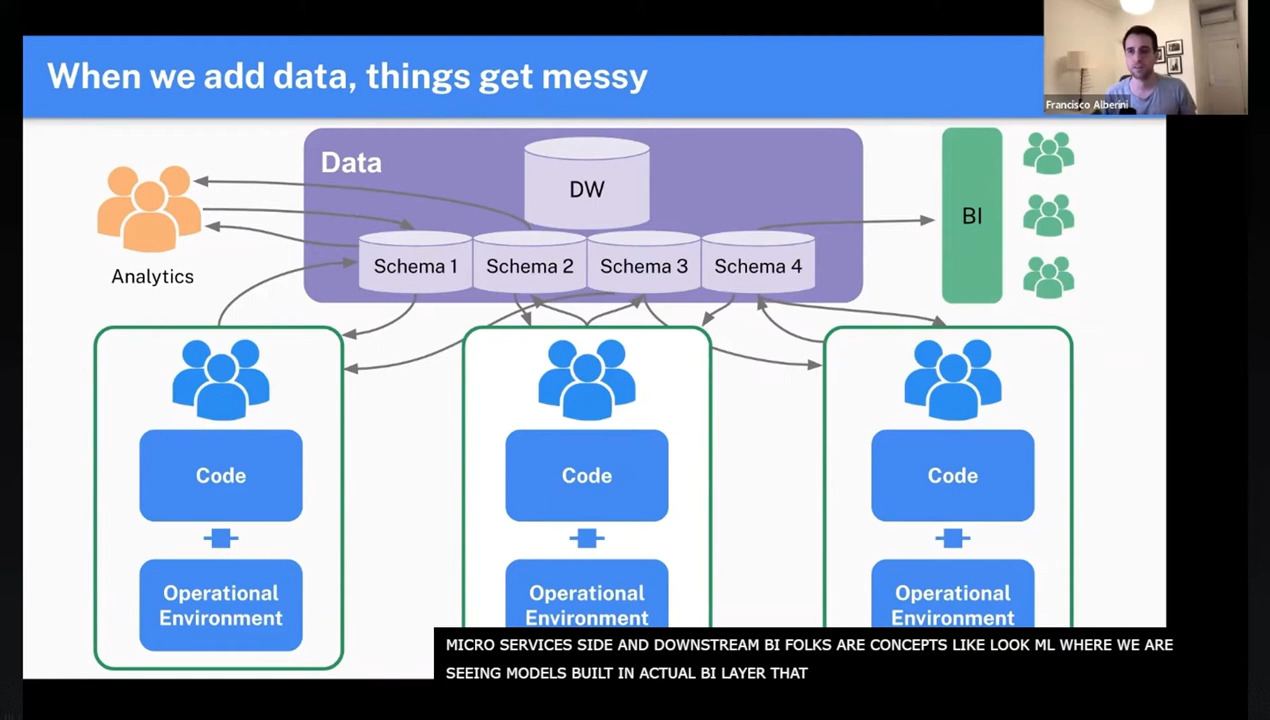 When we add data, things get messy
Francisco Alberini
Data
DW
BI
Schema 1
Schema 2
Schema 3
Schema 4
Analytics
Code
Code
Code
Operational
Environment
Operational
Environment
Operational
Environment
MICRO SERVICES SIDE AND DOWNSTREAM BI FOLKS ARE CONCEPTS LIKE LOOK ML WHERE WE ARE
SEEING MODELS BUILT IN ACTUAL BI LAYER THAT